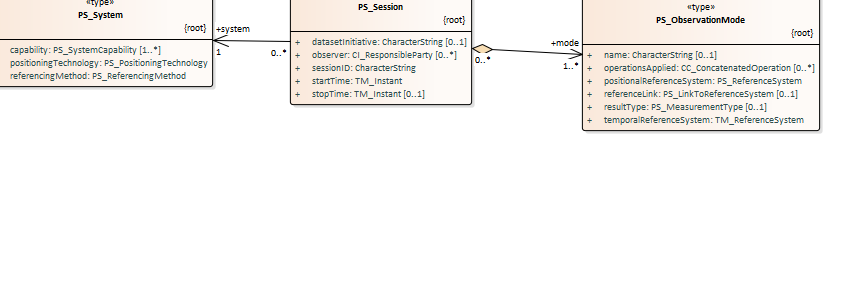 «type»
PS_System
{root}
capability: PS_SystemCapability [1..*]
positioningTechnology: PS_PositioningTechnology
referencingMethod: PS_ReferencingMethod
+system
1
0..*
PS_Session
{root}
+ datasetInitiative: CharacterString [0..1]
+ observer: CI_ResponsibleParty [0..*]
+ sessionID: CharacterString
+ startTime: TM_Instant
+ stopTime: TM_Instant [0..1]
0..*
+mode
1..*
«type»
PS_ObservationMode
{root}
+ name: CharacterString [0..1]
+ operationsApplied: CC_ConcatenatedOperation [0..*]
+ positionalReferenceSystem: PS_ReferenceSystem
+ referenceLink: PS_LinkToReferenceSystem [0..1]
+ resultType: PS_MeasurementType [0..1]
+ temporalReferenceSystem: TM_ReferenceSystem